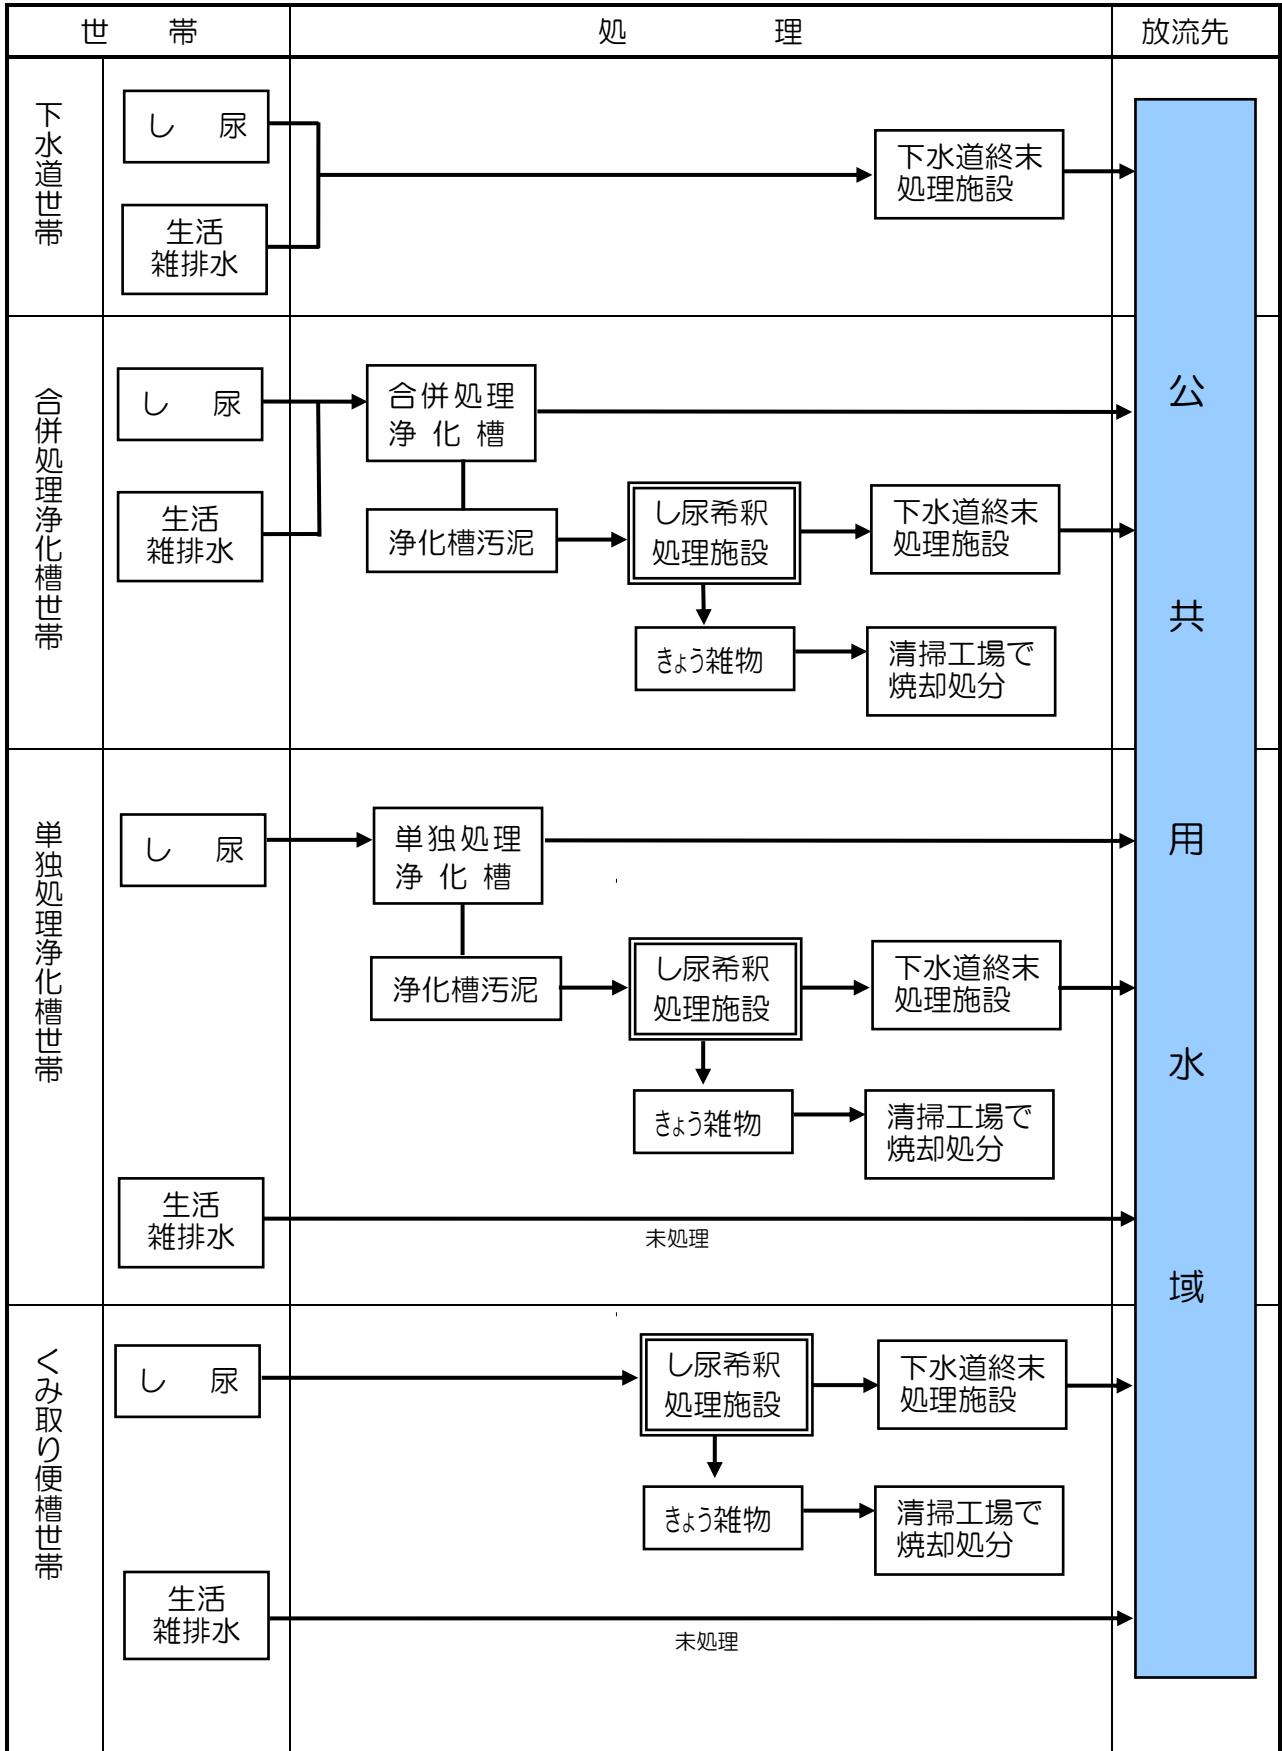 世　帯
処　理
放流先
下水道世帯
し　尿
生活
雑排水
下水道終末
処理施設
合併処理浄化槽世帯
し　尿
生活
雑排水
合併処理
浄化槽
浄化槽汚泥
し尿希釈
処理施設
下水道終末
処理施設
きょう雑物
清掃工場で
焼却処分
単独処理浄化槽世帯
し　尿
単独処理
浄化槽
浄化槽汚泥
し尿希釈
処理施設
下水道終末
処理施設
きょう雑物
清掃工場で
焼却処分
生活
雑排水
未処理
くみ取り便槽世帯
し　尿
し尿希釈
処理施設
下水道終末
処理施設
きょう雑物
清掃工場で
焼却処分
生活
雑排水
未処理
公共用水域